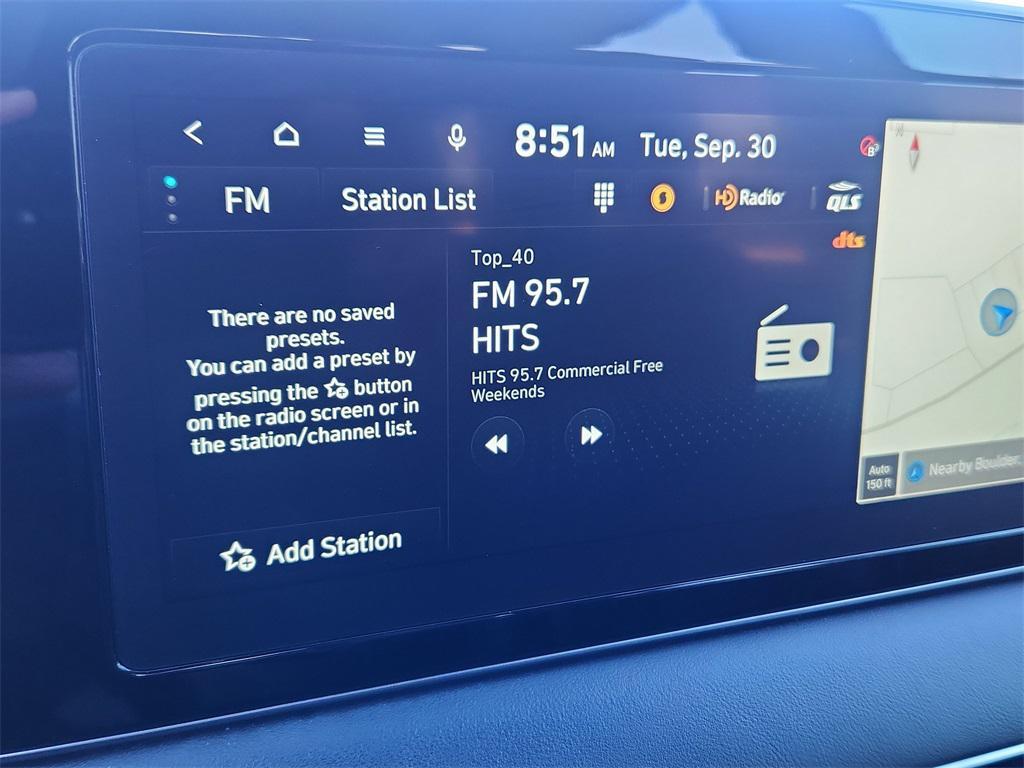 8:51 AM Tue, Sep. 30
FM Station List HD Radio QLS
dts
Top_40
FM 95.7
HITS
HITS 95.7 Commercial Free
Weekends
There are no saved
presets.
You can add a preset by
pressing the button
on the radio screen or in
the station/channel list.
Add Station
N
Auto
150 ft
Nearby Boulder,